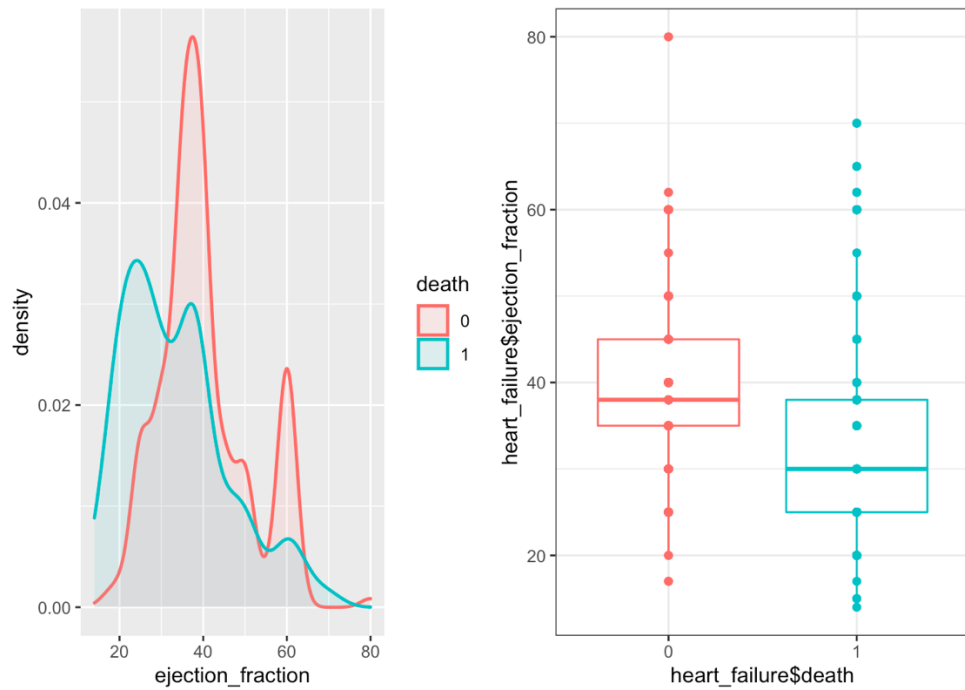 density
0.04
0.02
0.00
20 40 60 80
ejection_fraction
death
0
1
heart_failure$ejection_fraction
80
60
40
20
0 1
heart_failure$death